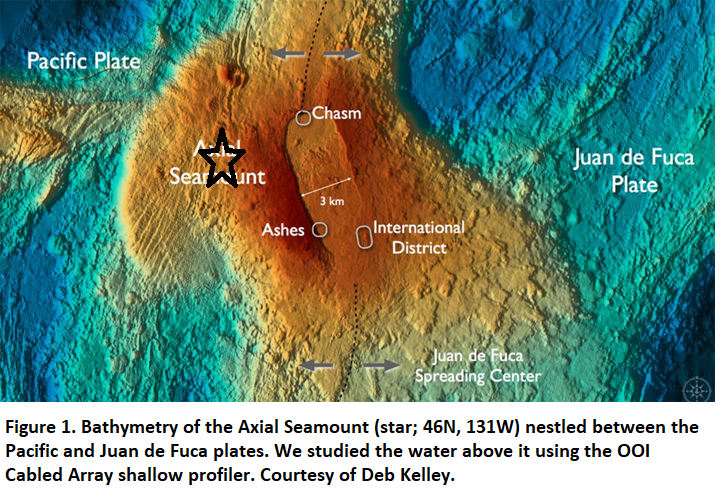 Pacific Plate
Chasm
Axial
Seamount
Juan de Fuca
Plate
3 km
Ashes
International
District
Juan de Fuca
Spreading Center
Figure 1. Bathymetry of the Axial Seamount (star; 46N, 131W) nestled between the
Pacific and Juan de Fuca plates. We studied the water above it using the OOI
Cabled Array shallow profiler. Courtesy of Deb Kelley.